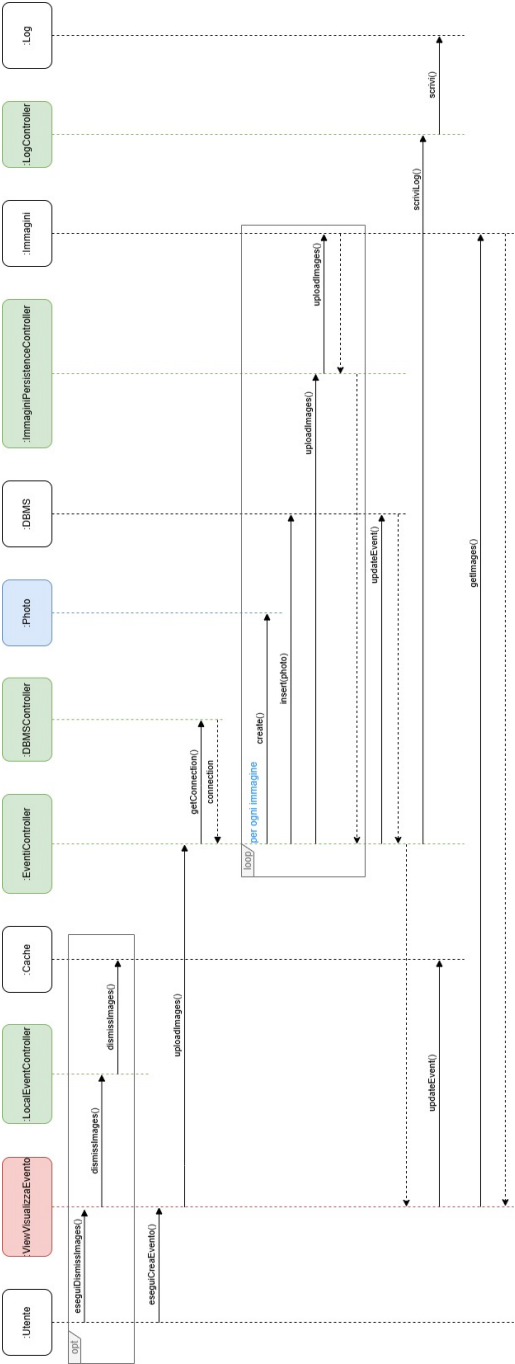 :Utente
:ViewVisualizzaEvento
:LocalEventController
:Cache
:EventiController
:DBMSController
:Photo
:DBMS
:ImmaginiPersistenceController
:Immagini
:LogController
:Log
opt
eseguiDismissImages()
dismissImages()
dismissImages()
eseguiCreaEvento()
uploadImages()
getConnection()
connection
loop
per ogni immagine
create()
insert(photo)
uploadImages()
uploadImages()
updateEvent()
scriviLog()
updateEvent()
scrivi()
getImages()